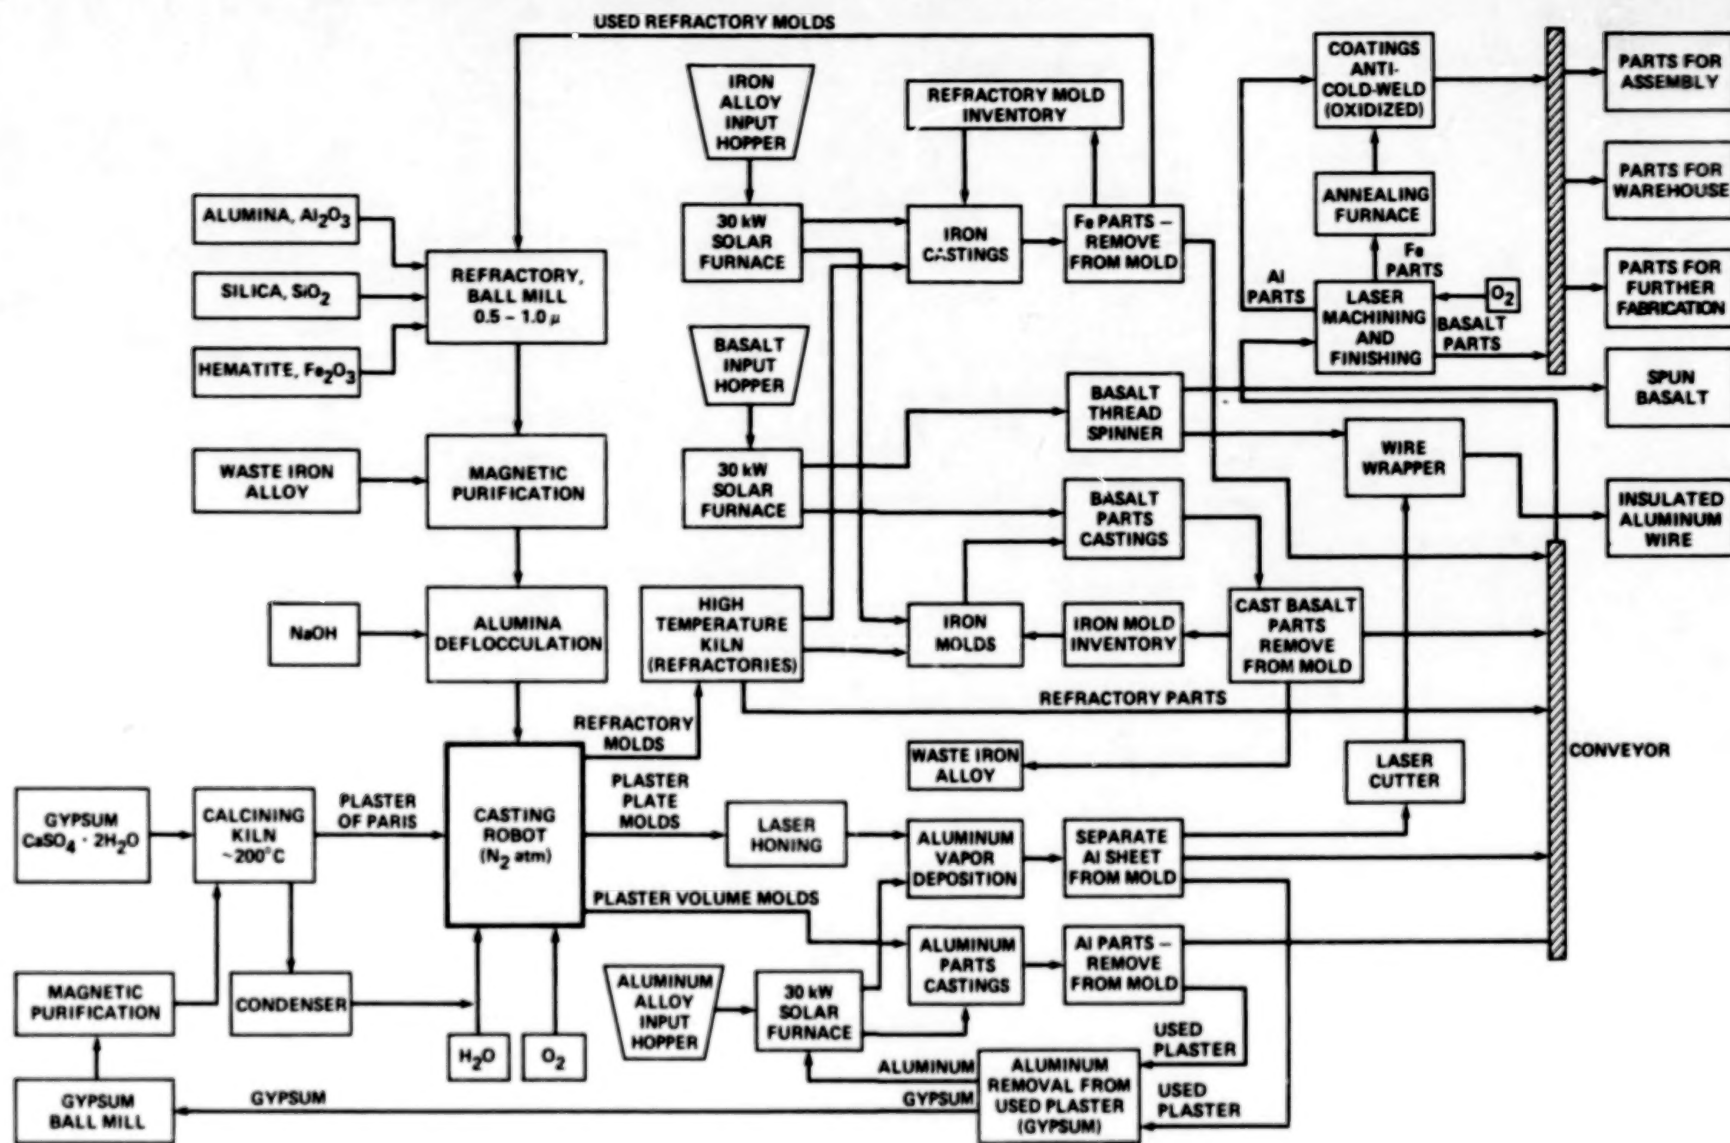 USED REFRACTORY MOLDS
IRON
ALLOY
INPUT
HOPPER
REFRACTORY MOLD
INVENTORY
COATINGS
ANTI-
COLD-WELD
(OXIDIZED)
PARTS FOR
ASSEMBLY
ALUMINA, Al2O3
SILICA, SiO2
HEMATITE, Fe2O3
REFRACTORY,
BALL MILL
0.5 – 1.0 μ
30 kW
SOLAR
FURNACE
IRON
CASTINGS
Fe PARTS –
REMOVE
FROM MOLD
ANNEALING
FURNACE
PARTS FOR
WAREHOUSE
Fe
PARTS
Al
PARTS
LASER
MACHINING
AND
FINISHING
O2
BASALT
PARTS
PARTS FOR
FURTHER
FABRICATION
BASALT
INPUT
HOPPER
BASALT
THREAD
SPINNER
SPUN
BASALT
WASTE IRON
ALLOY
MAGNETIC
PURIFICATION
30 kW
SOLAR
FURNACE
WIRE
WRAPPER
BASALT
PARTS
CASTINGS
INSULATED
ALUMINUM
WIRE
NaOH
ALUMINA
DEFLOCCULATION
HIGH
TEMPERATURE
KILN
(REFRACTORIES)
IRON
MOLDS
IRON MOLD
INVENTORY
CAST BASALT
PARTS
REMOVE
FROM MOLD
REFRACTORY PARTS
REFRACTORY
MOLDS
WASTE IRON
ALLOY
LASER
CUTTER
CONVEYOR
GYPSUM
CaSO4 · 2H2O
CALCINING
KILN
~200°C
PLASTER
OF PARIS
CASTING
ROBOT
(N2 atm)
PLASTER
PLATE
MOLDS
LASER
HONING
ALUMINUM
VAPOR
DEPOSITION
SEPARATE
Al SHEET
FROM MOLD
PLASTER VOLUME MOLDS
ALUMINUM
PARTS
CASTINGS
Al PARTS –
REMOVE
FROM MOLD
MAGNETIC
PURIFICATION
CONDENSER
ALUMINUM
ALLOY
INPUT
HOPPER
30 kW
SOLAR
FURNACE
H2O
O2
USED
PLASTER
ALUMINUM
ALUMINUM
REMOVAL FROM
USED PLASTER
(GYPSUM)
USED
PLASTER
GYPSUM
BALL MILL
GYPSUM
GYPSUM